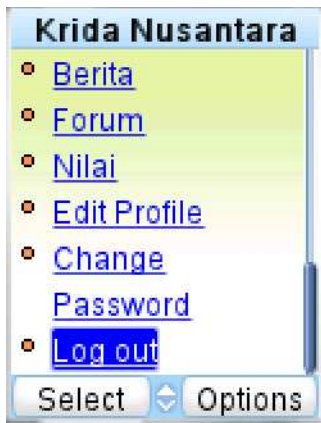 Krida Nusantara
Berita
Forum
Nilai
Edit Profile
Change
Password
Log out
Select Options